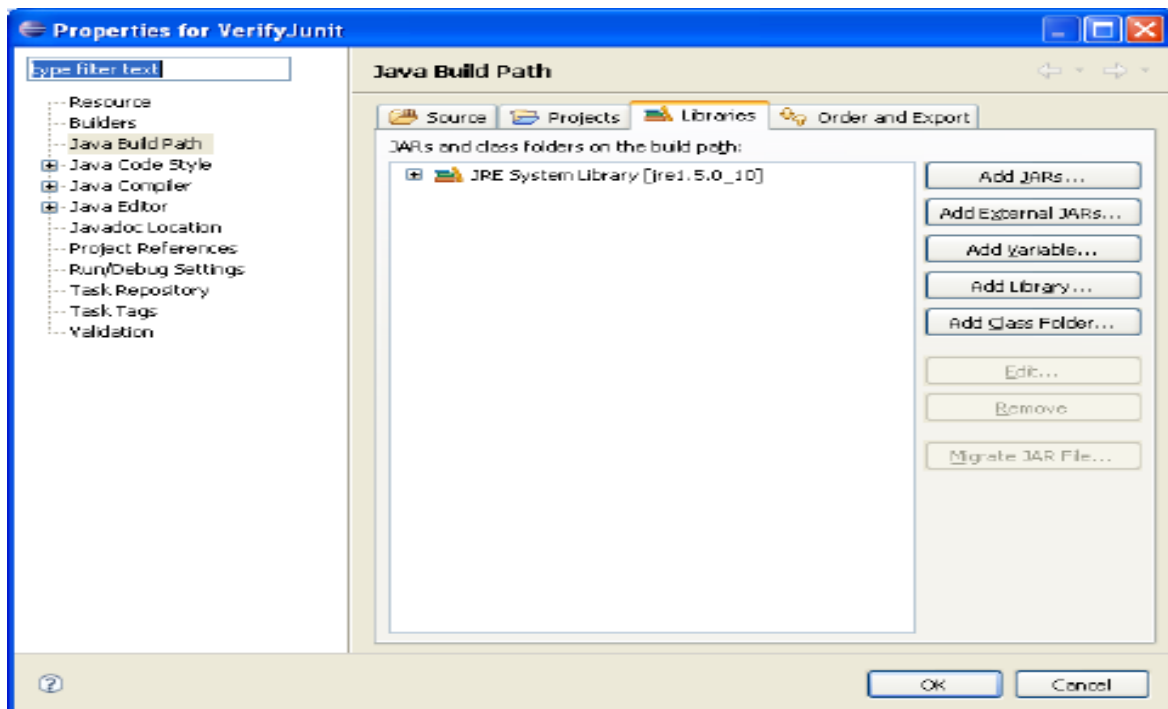 Properties for VerifyJunit
type filter text
Resource
Builders
Java Build Path
Java Code Style
Java Compiler
Java Editor
Javadoc Location
Project References
Run/Debug Settings
Task Repository
Task Tags
Validation
Java Build Path
Source Projects Libraries Order and Export
JARs and class folders on the build path:
JRE System Library [jre1.5.0_10]
Add JARs...
Add External JARs...
Add Variable...
Add Library...
Add Class Folder...
Edit...
Remove
Migrate JAR File...
OK Cancel